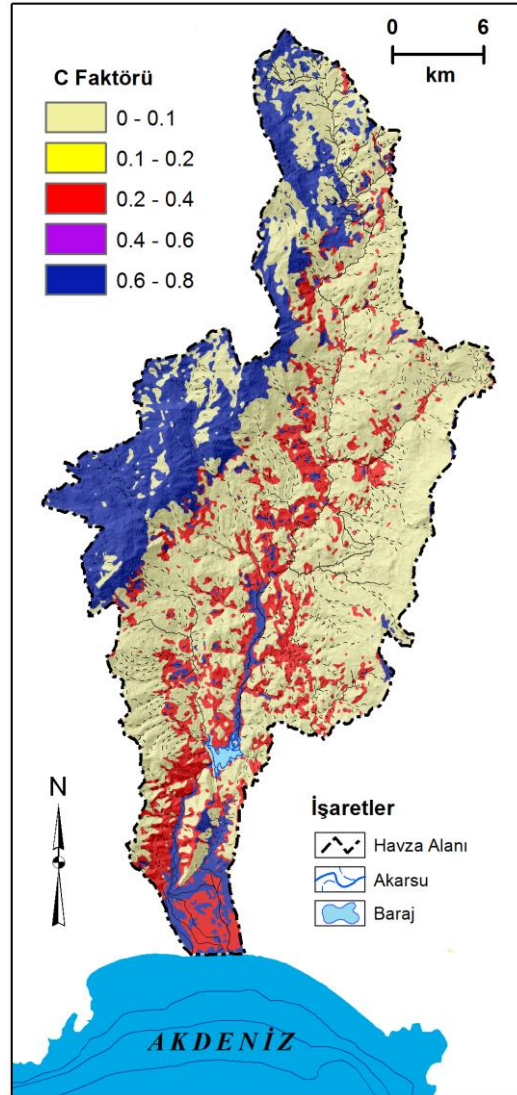 0 6
km
C Faktörü
0 - 0.1
0.1 - 0.2
0.2 - 0.4
0.4 - 0.6
0.6 - 0.8
N
İşaretler
Havza Alanı
Akarsu
Baraj
AKDENİZ